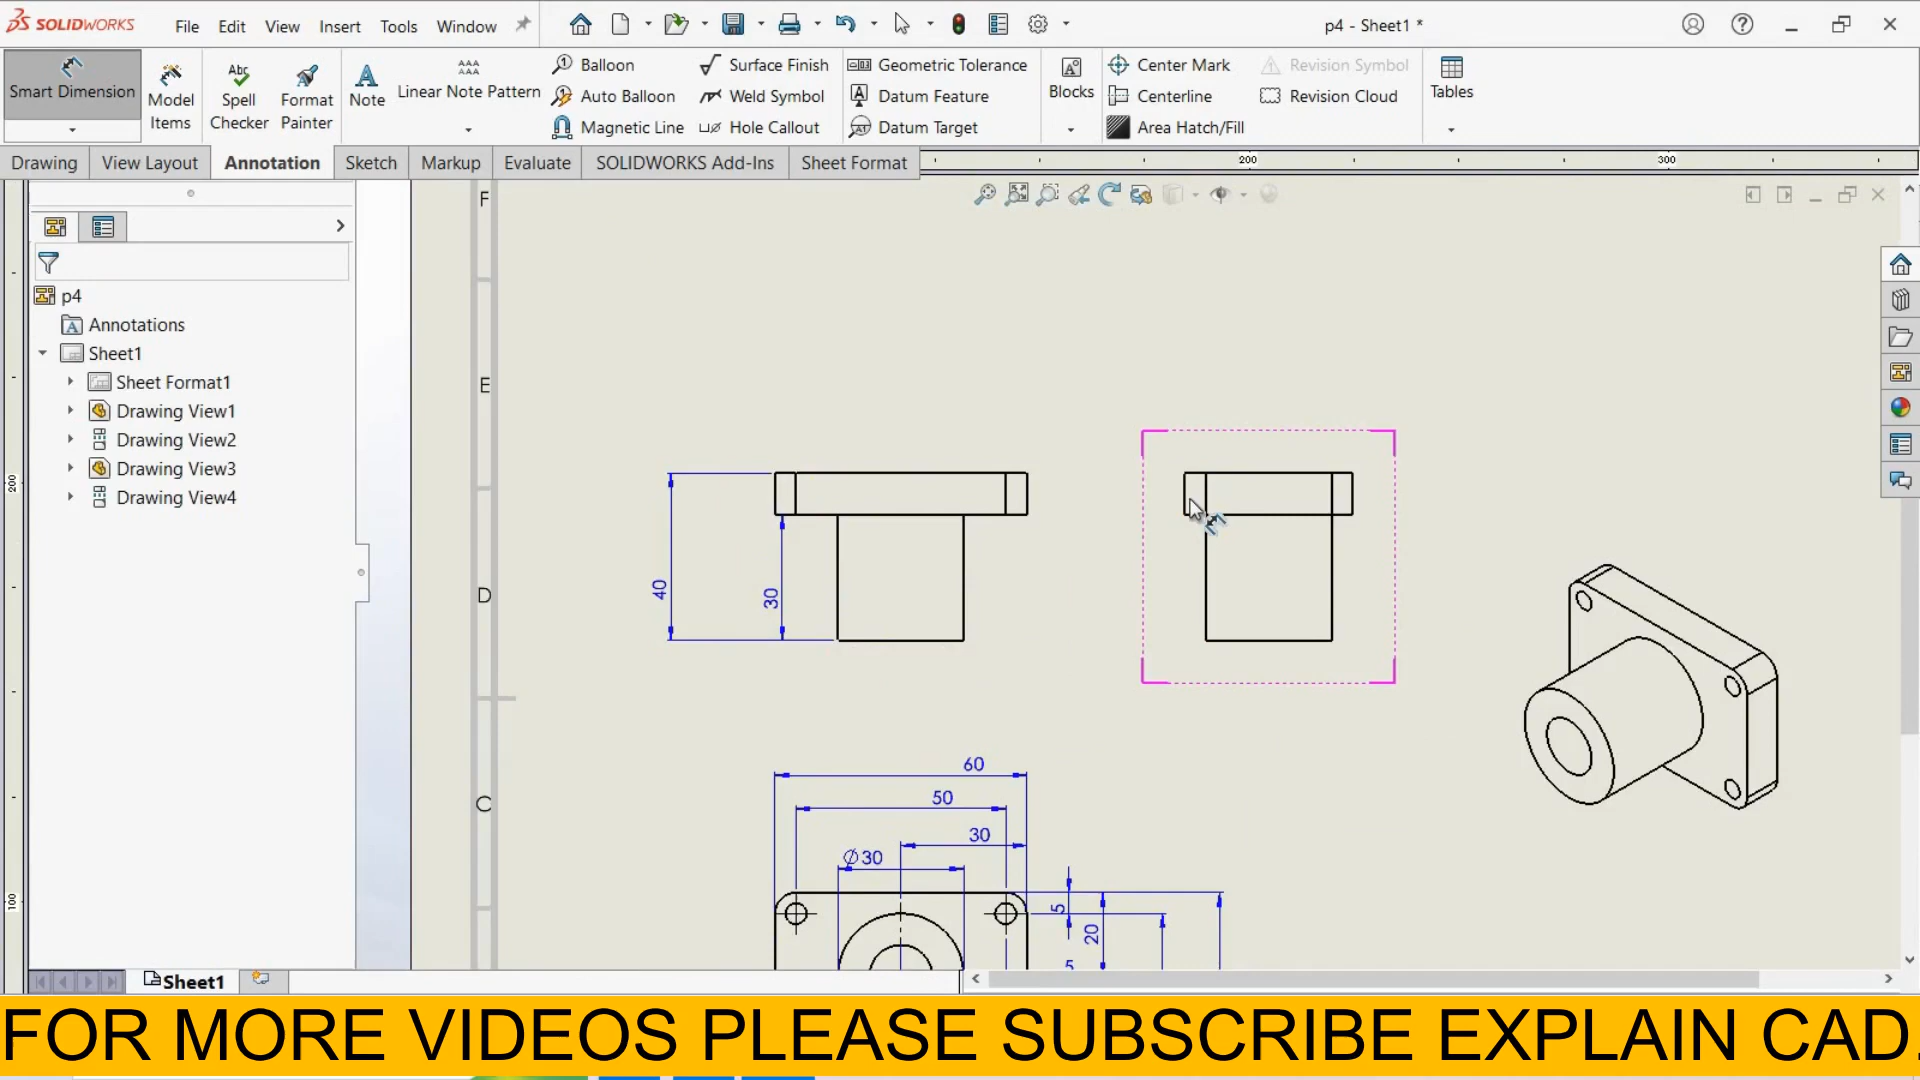 SOLIDWORKS File Edit View Insert Tools Window p4 - Sheet1 *
Smart Dimension Model Items Spell Checker Format Painter Note Linear Note Pattern
Balloon Surface Finish Geometric Tolerance Blocks Center Mark Revision Symbol Tables
Auto Balloon Weld Symbol Datum Feature Centerline Revision Cloud
Magnetic Line Hole Callout Datum Target Area Hatch/Fill
Drawing View Layout Annotation Sketch Markup Evaluate SOLIDWORKS Add-Ins Sheet Format
200 300
200
100
p4
Annotations
Sheet1
Sheet Format1
Drawing View1
Drawing View2
Drawing View3
Drawing View4
F
E
D
C
40
30
60
50
30
Ø30
5
20
5
Sheet1
FOR MORE VIDEOS PLEASE SUBSCRIBE EXPLAIN CAD.